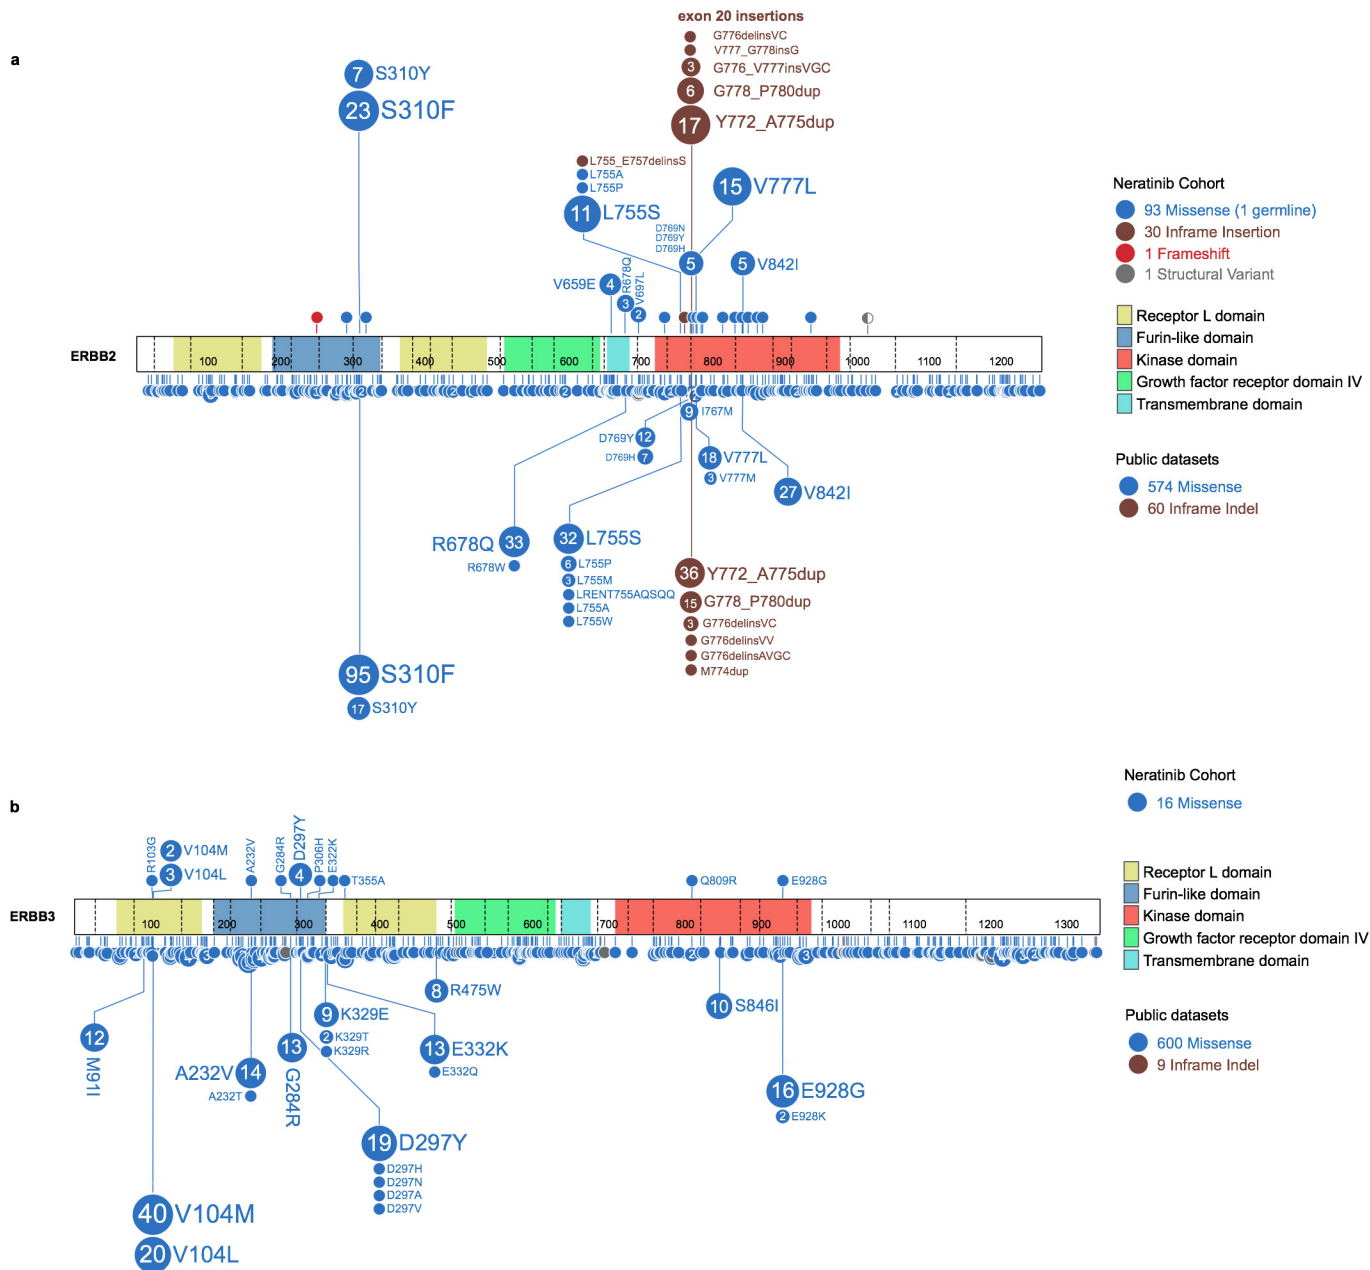 a
exon 20 insertions
G776delinsVC
V777_G778insG
3 G776_V777insVGC
6 G778_P780dup
17 Y772_A775dup
7 S310Y
23 S310F
L755_E757delinsS
L755A
L755P
11 L755S
15 V777L
D769N
D769Y
D769H
5
5 V842I
V659E 4
R678Q
3
V697L
2
Neratinib Cohort
93 Missense (1 germline)
30 Inframe Insertion
1 Frameshift
1 Structural Variant
Receptor L domain
Furin-like domain
Kinase domain
Growth factor receptor domain IV
Transmembrane domain
ERBB2
100 200 300 400 500 600 700 800 900 1000 1100 1200
9 I767M
D769Y 12
D769H 7
18 V777L
3 V777M
27 V842I
R678Q 33
R678W
32 L755S
6 L755P
3 L755M
LRENT755AQSQQ
L755A
L755W
36 Y772_A775dup
15 G778_P780dup
3 G776delinsVC
G776delinsVV
G776delinsAVGC
M774dup
95 S310F
17 S310Y
Public datasets
574 Missense
60 Inframe Indel
b
Neratinib Cohort
16 Missense
R103G
2 V104M
3 V104L
A232V
G284R
D297Y
4
P306H
E322K
T355A
Q809R
E928G
Receptor L domain
Furin-like domain
Kinase domain
Growth factor receptor domain IV
Transmembrane domain
ERBB3
100 200 300 400 500 600 700 800 900 1000 1100 1200 1300
12
M91I
40 V104M
20 V104L
A232V 14
A232T
13
G284R
9 K329E
2 K329T
K329R
8 R475W
13 E332K
E332Q
19 D297Y
D297H
D297N
D297A
D297V
10 S846I
16 E928G
2 E928K
Public datasets
600 Missense
9 Inframe Indel